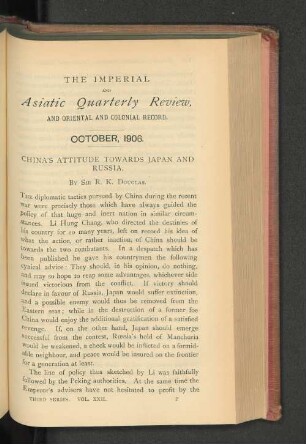 THE IMPERIAL
AND
Asiatic Quarterly Review,
AND ORIENTAL AND COLONIAL RECORD.
OCTOBER, 1906.
CHINA'S ATTITUDE TOWARDS JAPAN AND
RUSSIA.
BY SIR R. K. DOUGLAS.
THE diplomatic tactics pursued by China during the recent
war were precisely those which have always guided the
policy of that huge and inert nation in similar circum-
stances. Li Hung Chang, who directed the destinies of
his country for so many years, left on record his idea of
what the action, or rather inaction, of China should be
towards the two combatants. In a despatch which has
been published he gave his countrymen the following
cynical advice: They should, in his opinion, do nothing,
and may so hope to reap some advantages, whichever side
issued victorious from the conflict. If victory should
declare in favour of Russia, Japan would suffer extinction,
and a possible enemy would thus be removed from the
Eastern seas; while in the destruction of a former foe
China would enjoy the additional gratification of a satisfied
revenge. If, on the other hand, Japan should emerge
successful from the contest, Russia's hold of Manchuria
would be weakened, a check would be inflicted on a formid-
able neighbour, and peace would be assured on the frontier
for a generation at least.
The line of policy thus sketched by Li was faithfully
followed by the Peking authorities. At the same time the
Emperor's advisers have not hesitated to profit by the
THIRD SERIES. VOL. XXII.